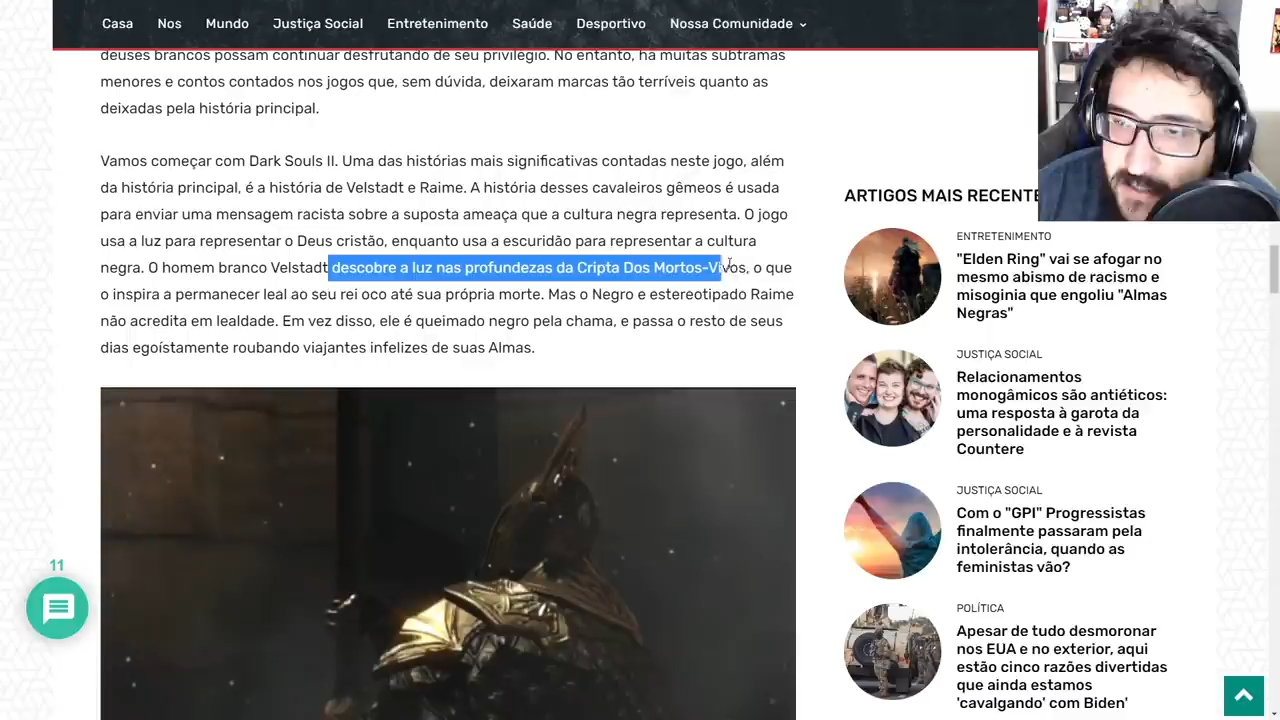 Casa Nos Mundo Justiça Social Entretenimento Saúde Desportivo Nossa Comunidade
deuses brancos possam continuar desfrutando de seu privilégio. No entanto, há muitas subtramas
menores e contos contados nos jogos que, sem dúvida, deixaram marcas tão terríveis quanto as
deixadas pela história principal.
Vamos começar com Dark Souls II. Uma das histórias mais significativas contadas neste jogo, além
da história principal, é a história de Velstadt e Raime. A história desses cavaleiros gêmeos é usada
para enviar uma mensagem racista sobre a suposta ameaça que a cultura negra representa. O jogo
usa a luz para representar o Deus cristão, enquanto usa a escuridão para representar a cultura
negra. O homem branco Velstadt descobre a luz nas profundezas da Cripta Dos Mortos-Vivos, o que
o inspira a permanecer leal ao seu rei oco até sua própria morte. Mas o Negro e estereotipado Raime
não acredita em lealdade. Em vez disso, ele é queimado negro pela chama, e passa o resto de seus
dias egoístamente roubando viajantes infelizes de suas Almas.
11
ARTIGOS MAIS RECENTE
ENTRETENIMENTO
"Elden Ring" vai se afogar no
mesmo abismo de racismo e
misoginia que engoliu "Almas
Negras"
JUSTIÇA SOCIAL
Relacionamentos
monogâmicos são antiéticos:
uma resposta à garota da
personalidade e à revista
Countere
JUSTIÇA SOCIAL
Com o "GPI" Progressistas
finalmente passaram pela
intolerância, quando as
feministas vão?
POLÍTICA
Apesar de tudo desmoronar
nos EUA e no exterior, aqui
estão cinco razões divertidas
que ainda estamos
'cavalgando' com Biden'